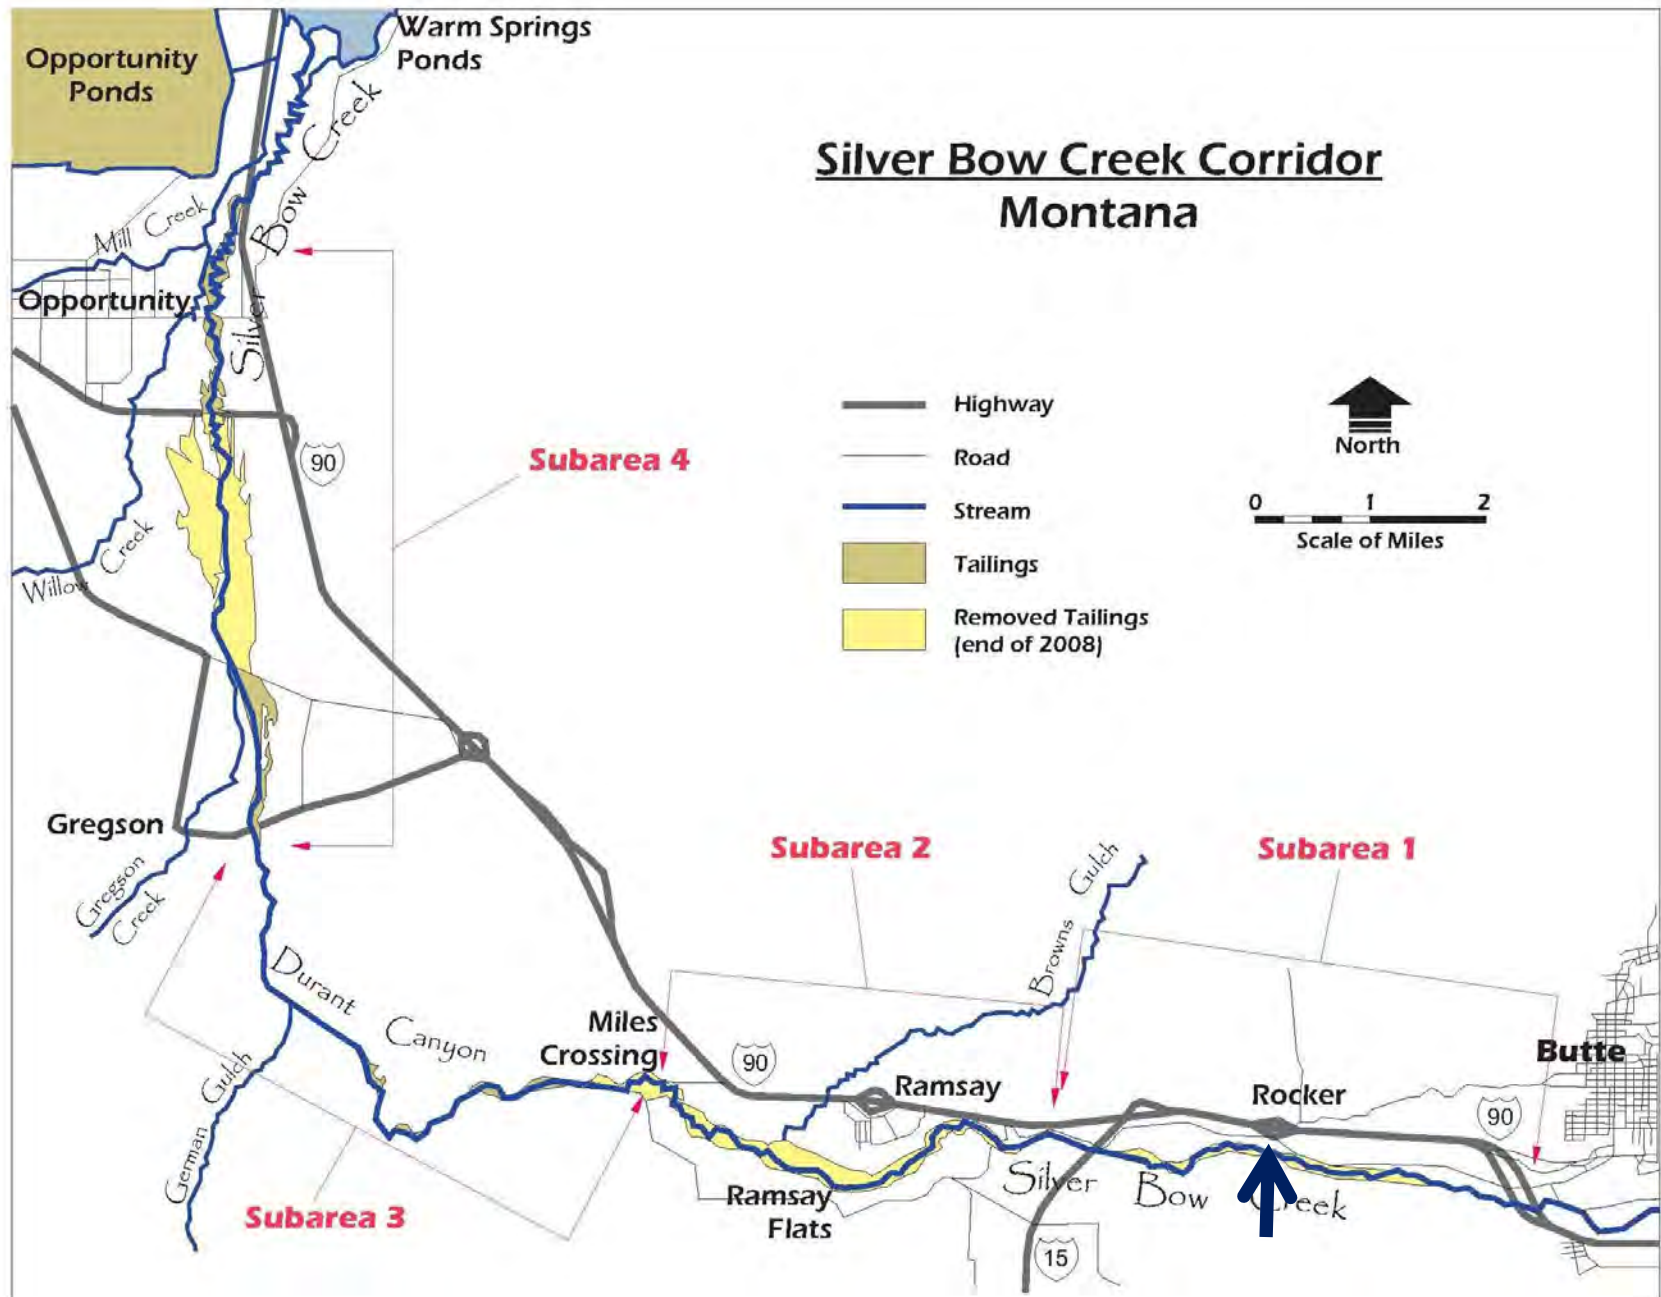 Opportunity
Ponds
Warm Springs
Ponds
Silver Bow Creek Corridor
Montana
Mill Creek
Silver Bow Creek
Opportunity
Highway
Road
Stream
Tailings
Removed Tailings
(end of 2008)
North
0 1 2
Scale of Miles
90
Subarea 4
Willow Creek
Gregson
Gregson
Creek
Subarea 2
Subarea 1
Browns Gulch
Durant Canyon
Miles
Crossing
90
Ramsay
Rocker
Butte
90
German Gulch
Subarea 3
Ramsay
Flats
Silver Bow Creek
15